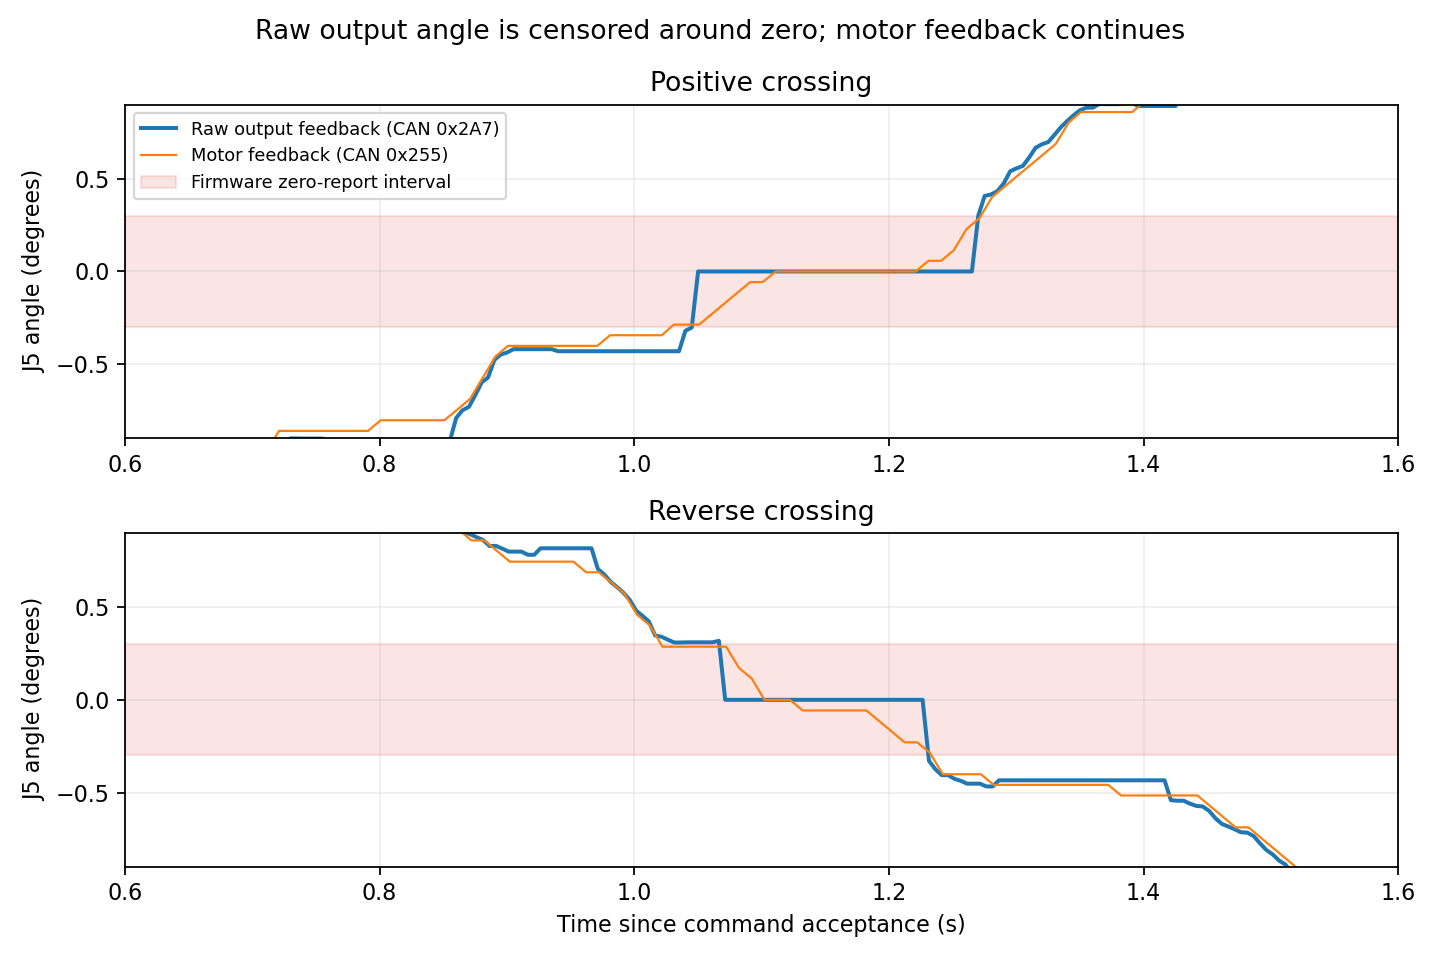 Raw output angle is censored around zero; motor feedback continues
Positive crossing
Raw output feedback (CAN 0x2A7)
Motor feedback (CAN 0x255)
Firmware zero-report interval
J5 angle (degrees)
0.5
0.0
−0.5
0.6 0.8 1.0 1.2 1.4 1.6
Reverse crossing
J5 angle (degrees)
0.5
0.0
−0.5
0.6 0.8 1.0 1.2 1.4 1.6
Time since command acceptance (s)